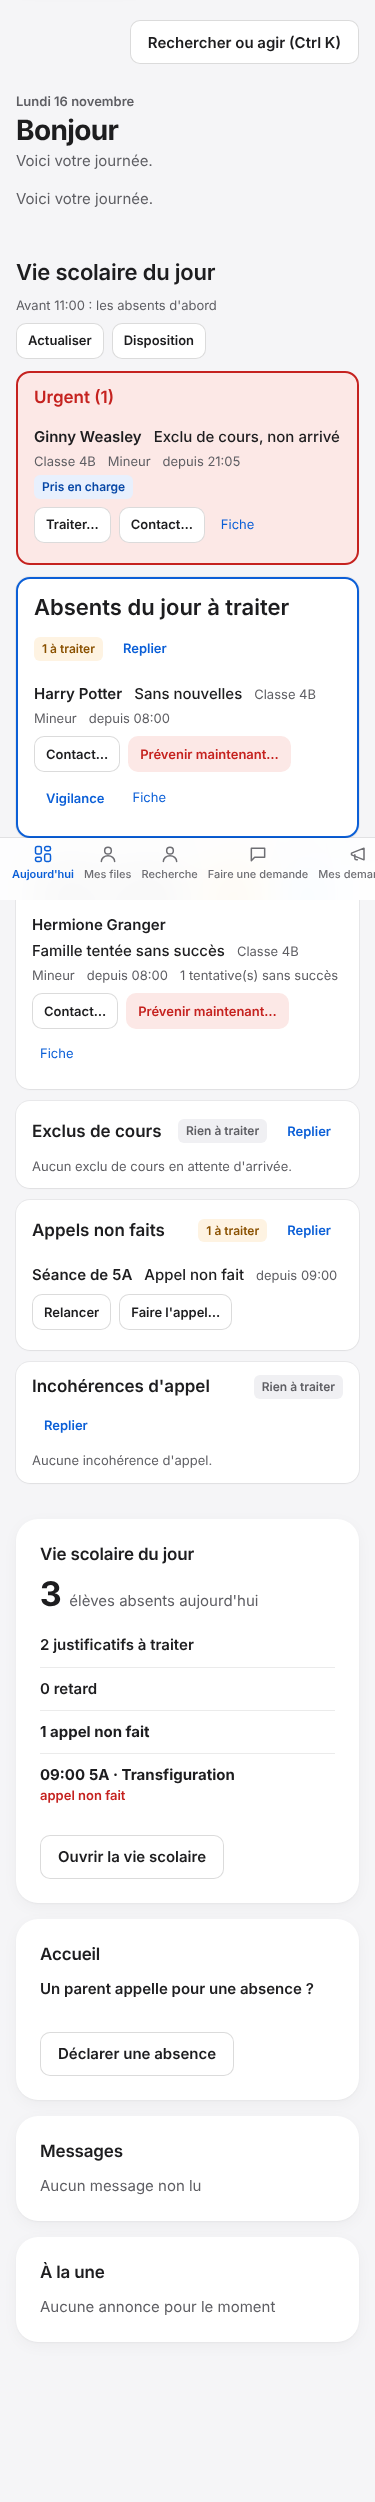 Rechercher ou agir (Ctrl K)
Lundi 16 novembre
Bonjour
Voici votre journée.
Voici votre journée.
Vie scolaire du jour
Avant 11:00 : les absents d'abord
Actualiser Disposition
Urgent (1)
Ginny Weasley Exclu de cours, non arrivé
Classe 4B Mineur depuis 21:05
Pris en charge
Traiter... Contact... Fiche
Absents du jour à traiter
1 à traiter Replier
Harry Potter Sans nouvelles Classe 4B
Mineur depuis 08:00
Contact... Prévenir maintenant...
Vigilance Fiche
Aujourd'hui Mes files Recherche Faire une demande Mes deman
Hermione Granger
Famille tentée sans succès Classe 4B
Mineur depuis 08:00 1 tentative(s) sans succès
Contact... Prévenir maintenant...
Fiche
Exclus de cours Rien à traiter Replier
Aucun exclu de cours en attente d'arrivée.
Appels non faits 1 à traiter Replier
Séance de 5A Appel non fait depuis 09:00
Relancer Faire l'appel...
Incohérences d'appel Rien à traiter
Replier
Aucune incohérence d'appel.
Vie scolaire du jour
3 élèves absents aujourd'hui
2 justificatifs à traiter
0 retard
1 appel non fait
09:00 5A · Transfiguration
appel non fait
Ouvrir la vie scolaire
Accueil
Un parent appelle pour une absence ?
Déclarer une absence
Messages
Aucun message non lu
À la une
Aucune annonce pour le moment